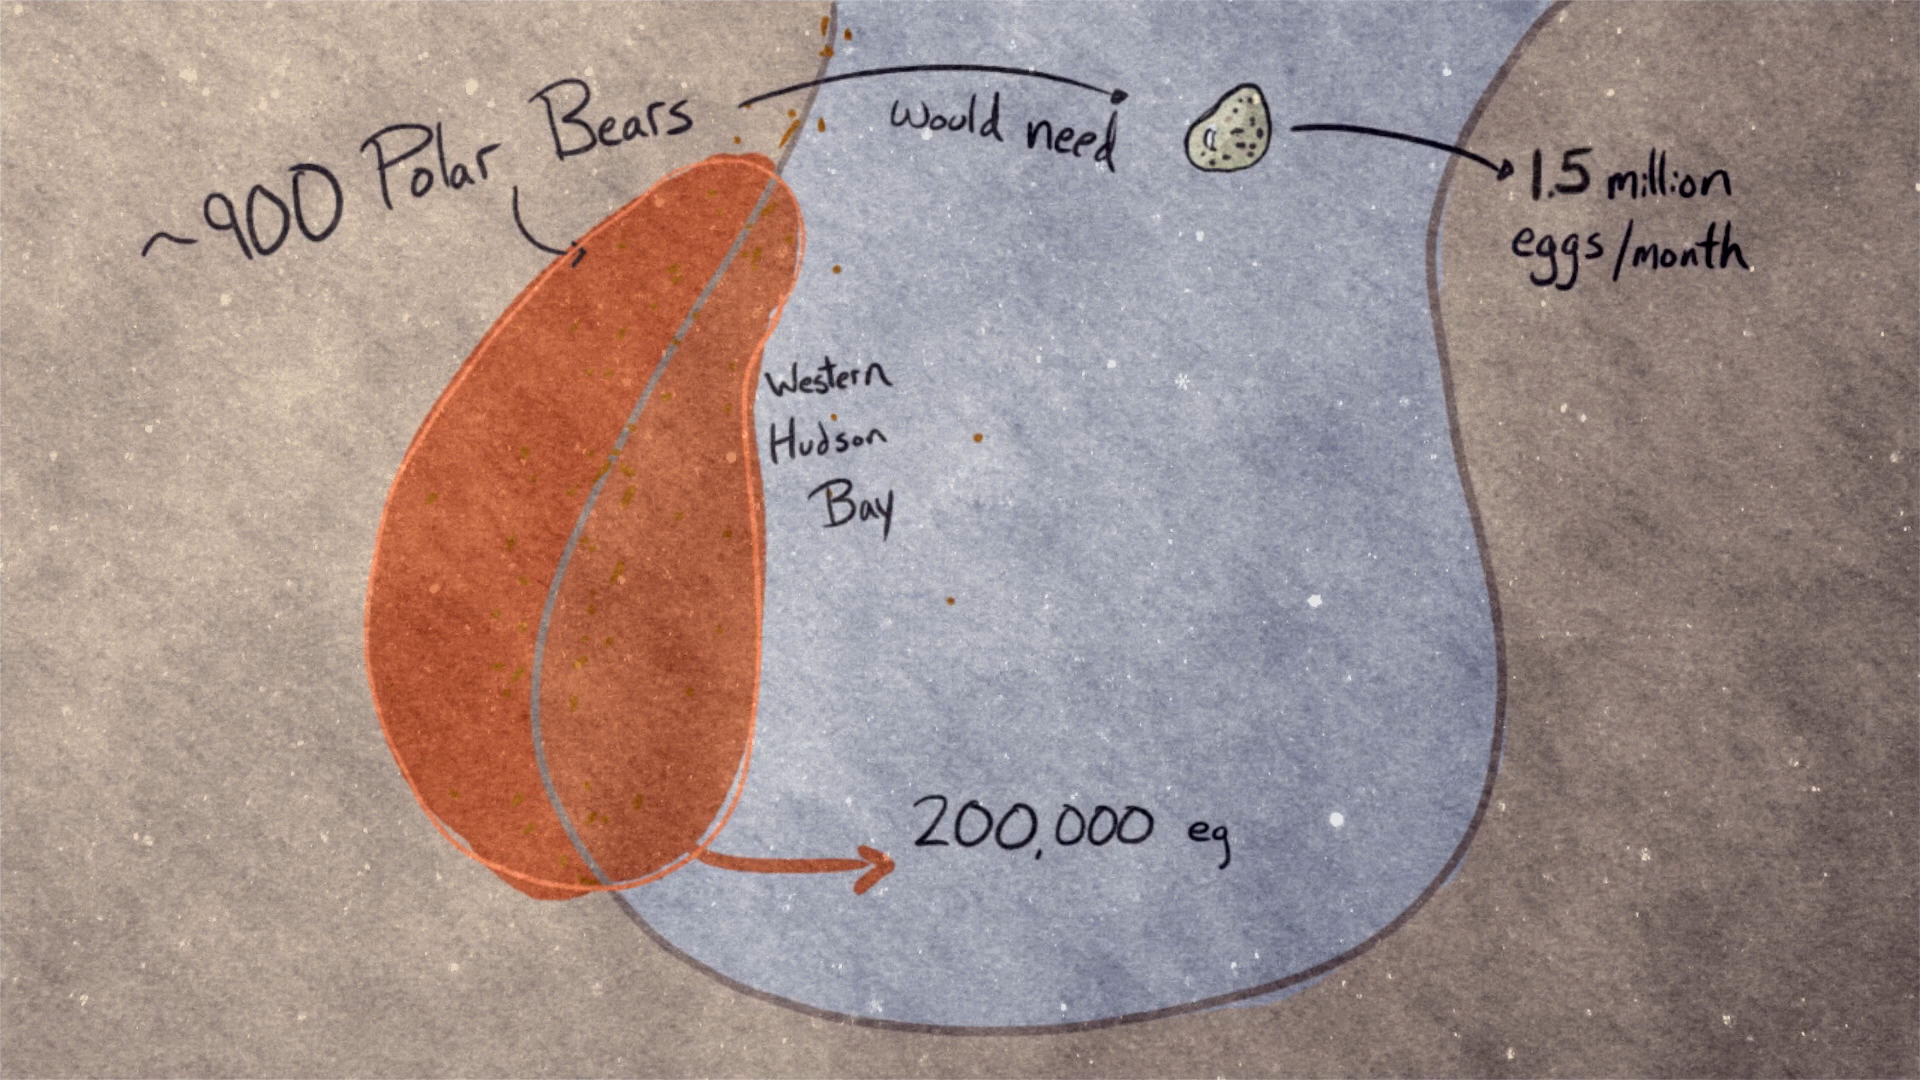 ~900 Polar Bears
would need
1.5 million
eggs/month
Western
Hudson
Bay
200,000 eg